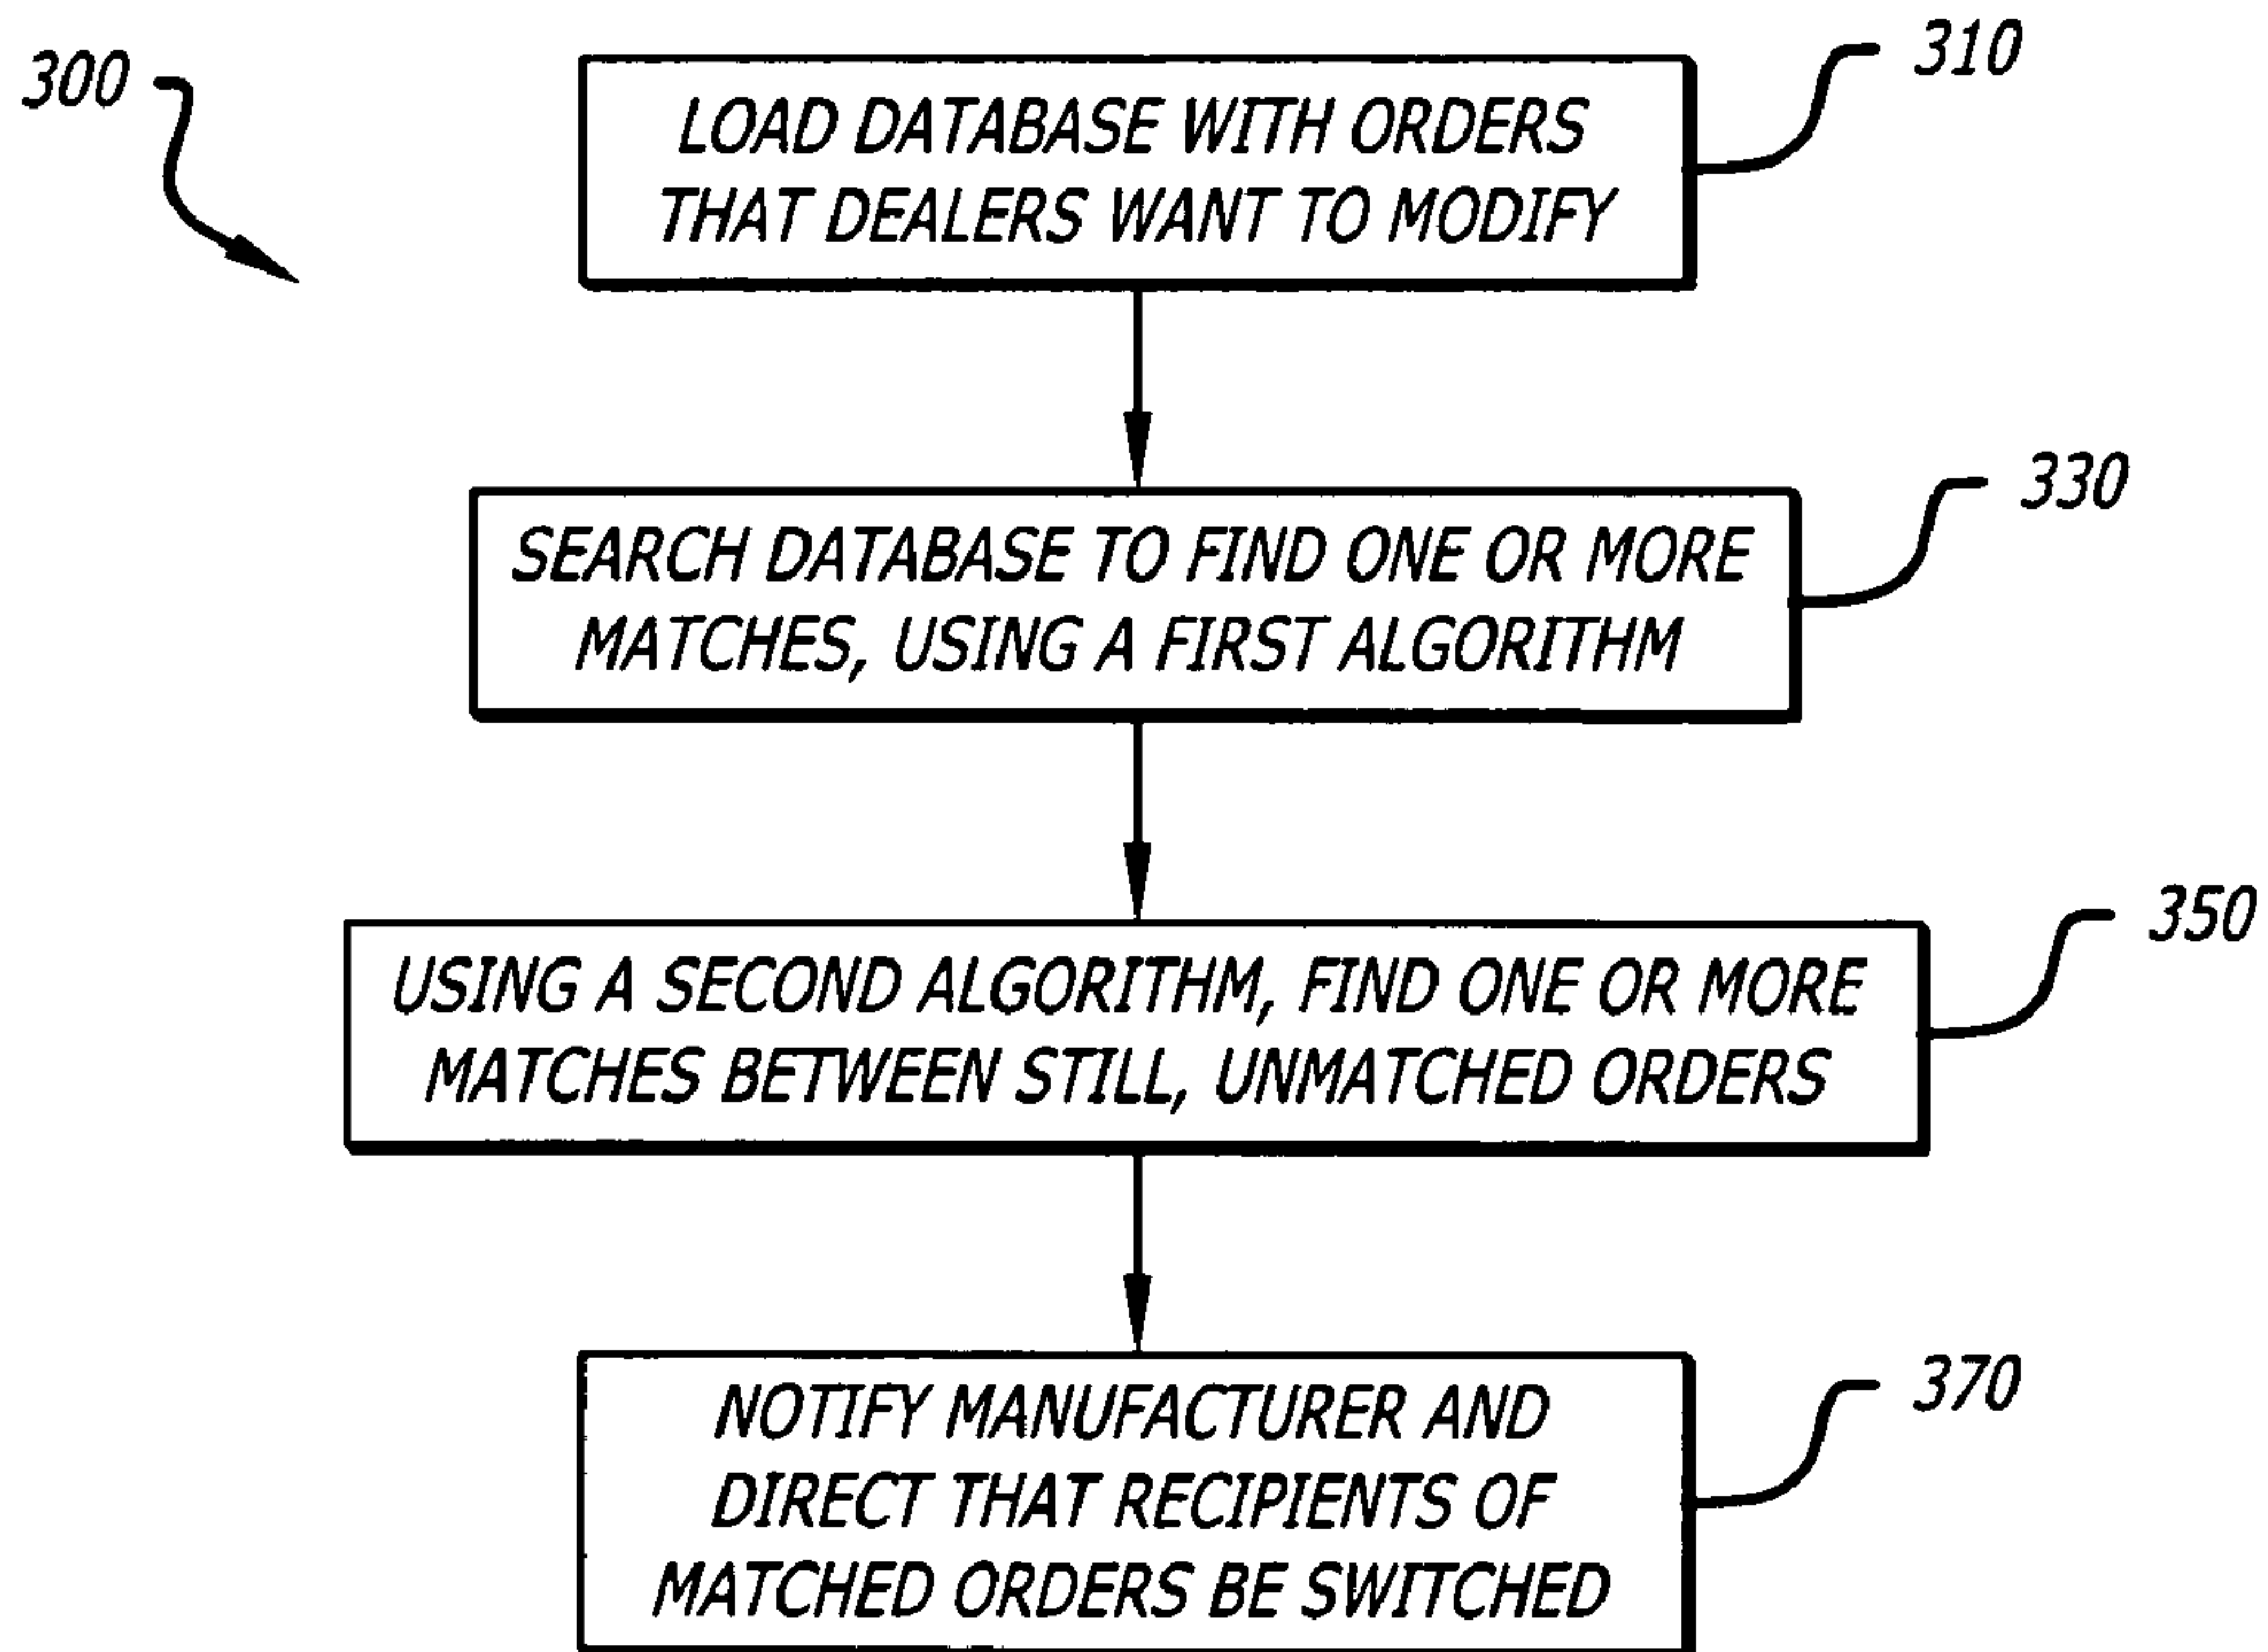 300
310
LOAD DATABASE WITH ORDERS
THAT DEALERS WANT TO MODIFY
330
SEARCH DATABASE TO FIND ONE OR MORE
MATCHES, USING A FIRST ALGORITHM
350
USING A SECOND ALGORITHM, FIND ONE OR MORE
MATCHES BETWEEN STILL, UNMATCHED ORDERS
370
NOTIFY MANUFACTURER AND
DIRECT THAT RECIPIENTS OF
MATCHED ORDERS BE SWITCHED